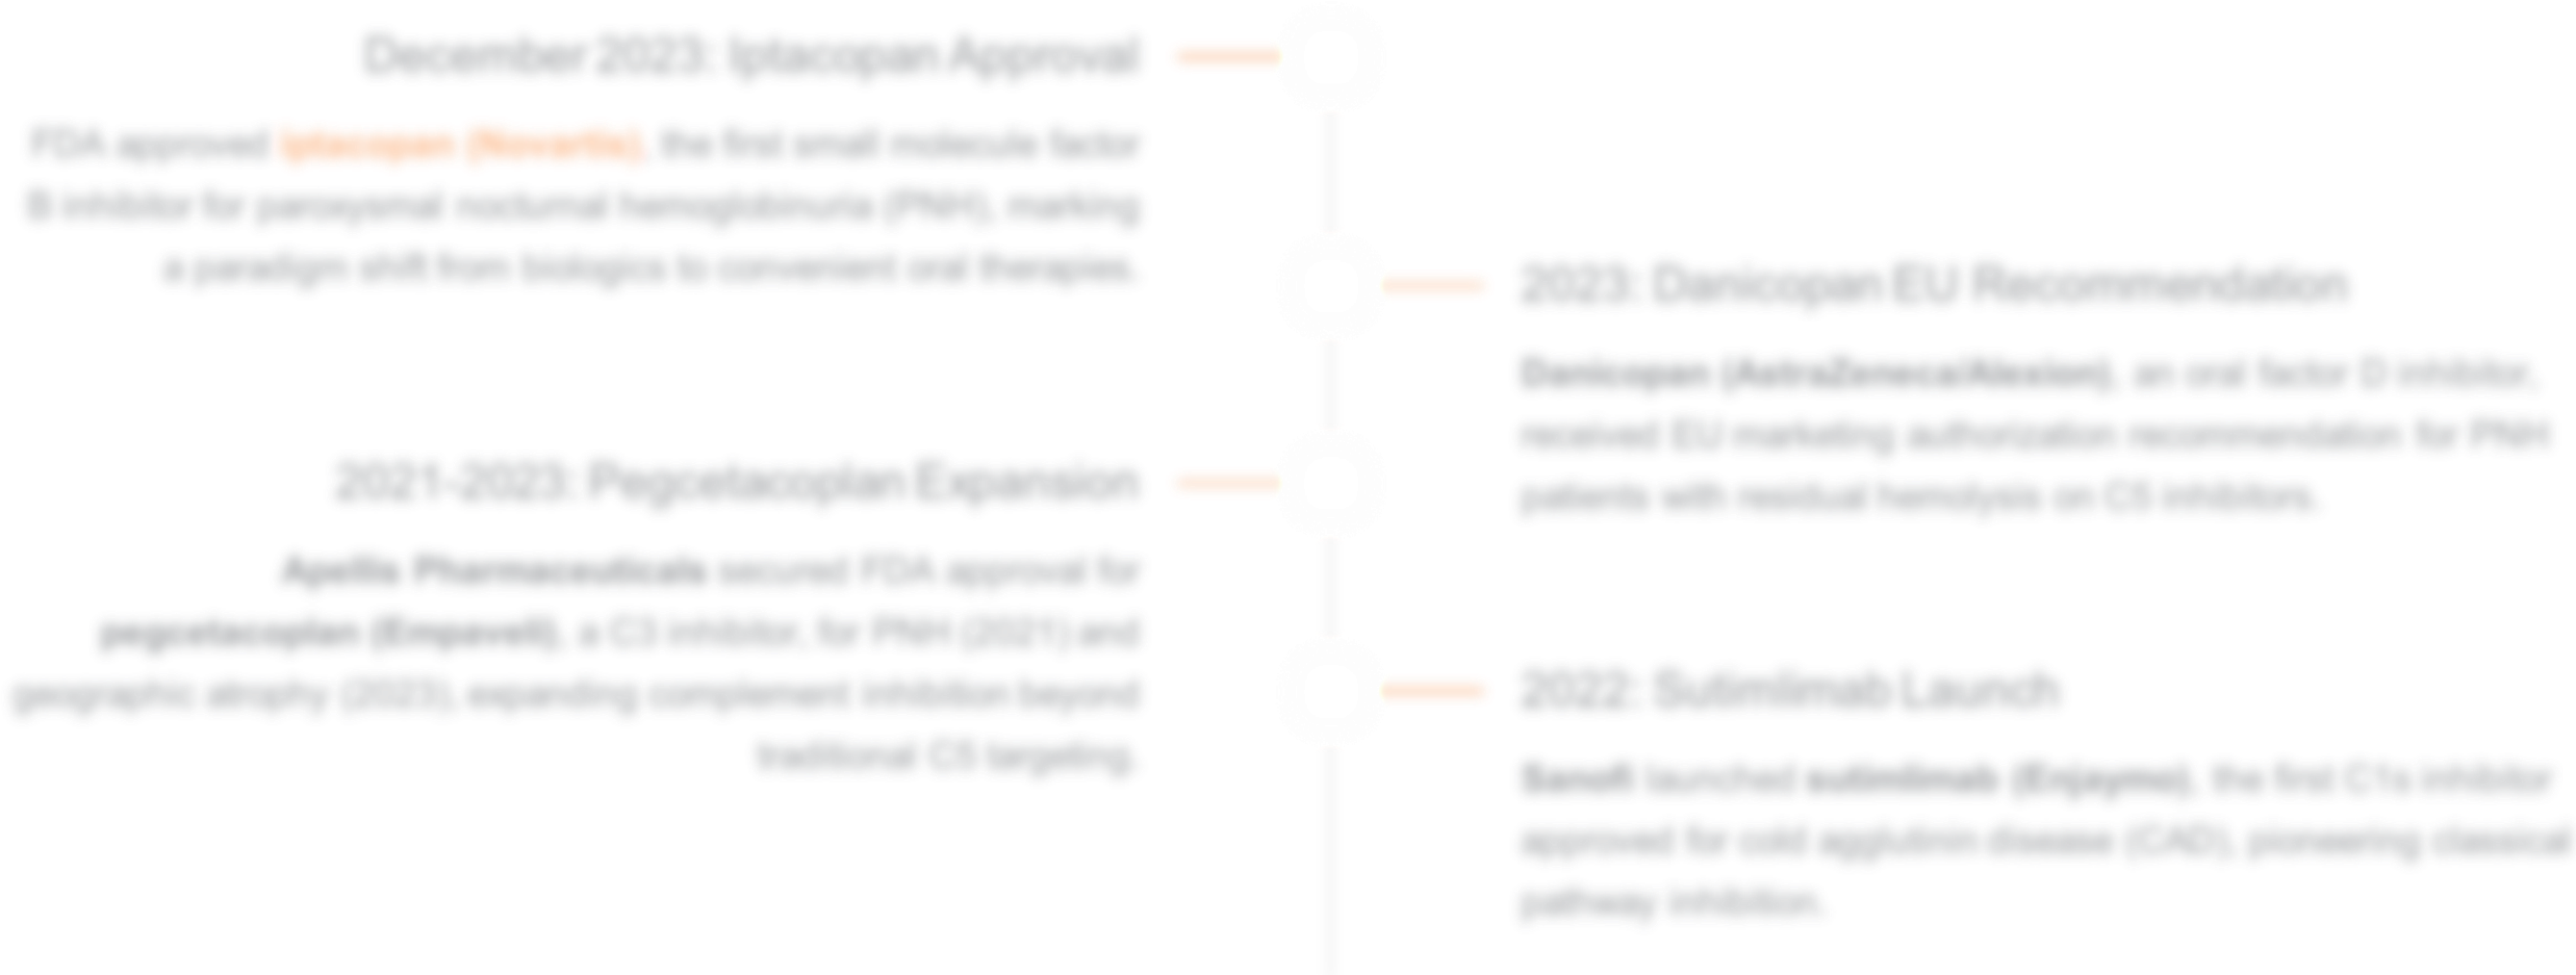 December 2023: Iptacopan Approval
FDA approved iptacopan (Novartis), the first small molecule factor
B inhibitor for paroxysmal nocturnal hemoglobinuria (PNH), marking
a paradigm shift from biologics to convenient oral therapies.
2023: Danicopan EU Recommendation
Danicopan (AstraZeneca/Alexion), an oral factor D inhibitor,
received EU marketing authorization recommendation for PNH
patients with residual hemolysis on C5 inhibitors.
2021-2023: Pegcetacoplan Expansion
Apellis Pharmaceuticals secured FDA approval for
pegcetacoplan (Empaveli), a C3 inhibitor, for PNH (2021) and
geographic atrophy (2023), expanding complement inhibition beyond
traditional C5 targeting.
2022: Sutimlimab Launch
Sanofi launched sutimlimab (Enjaymo), the first C1s inhibitor
approved for cold agglutinin disease (CAD), pioneering classical
pathway inhibition.